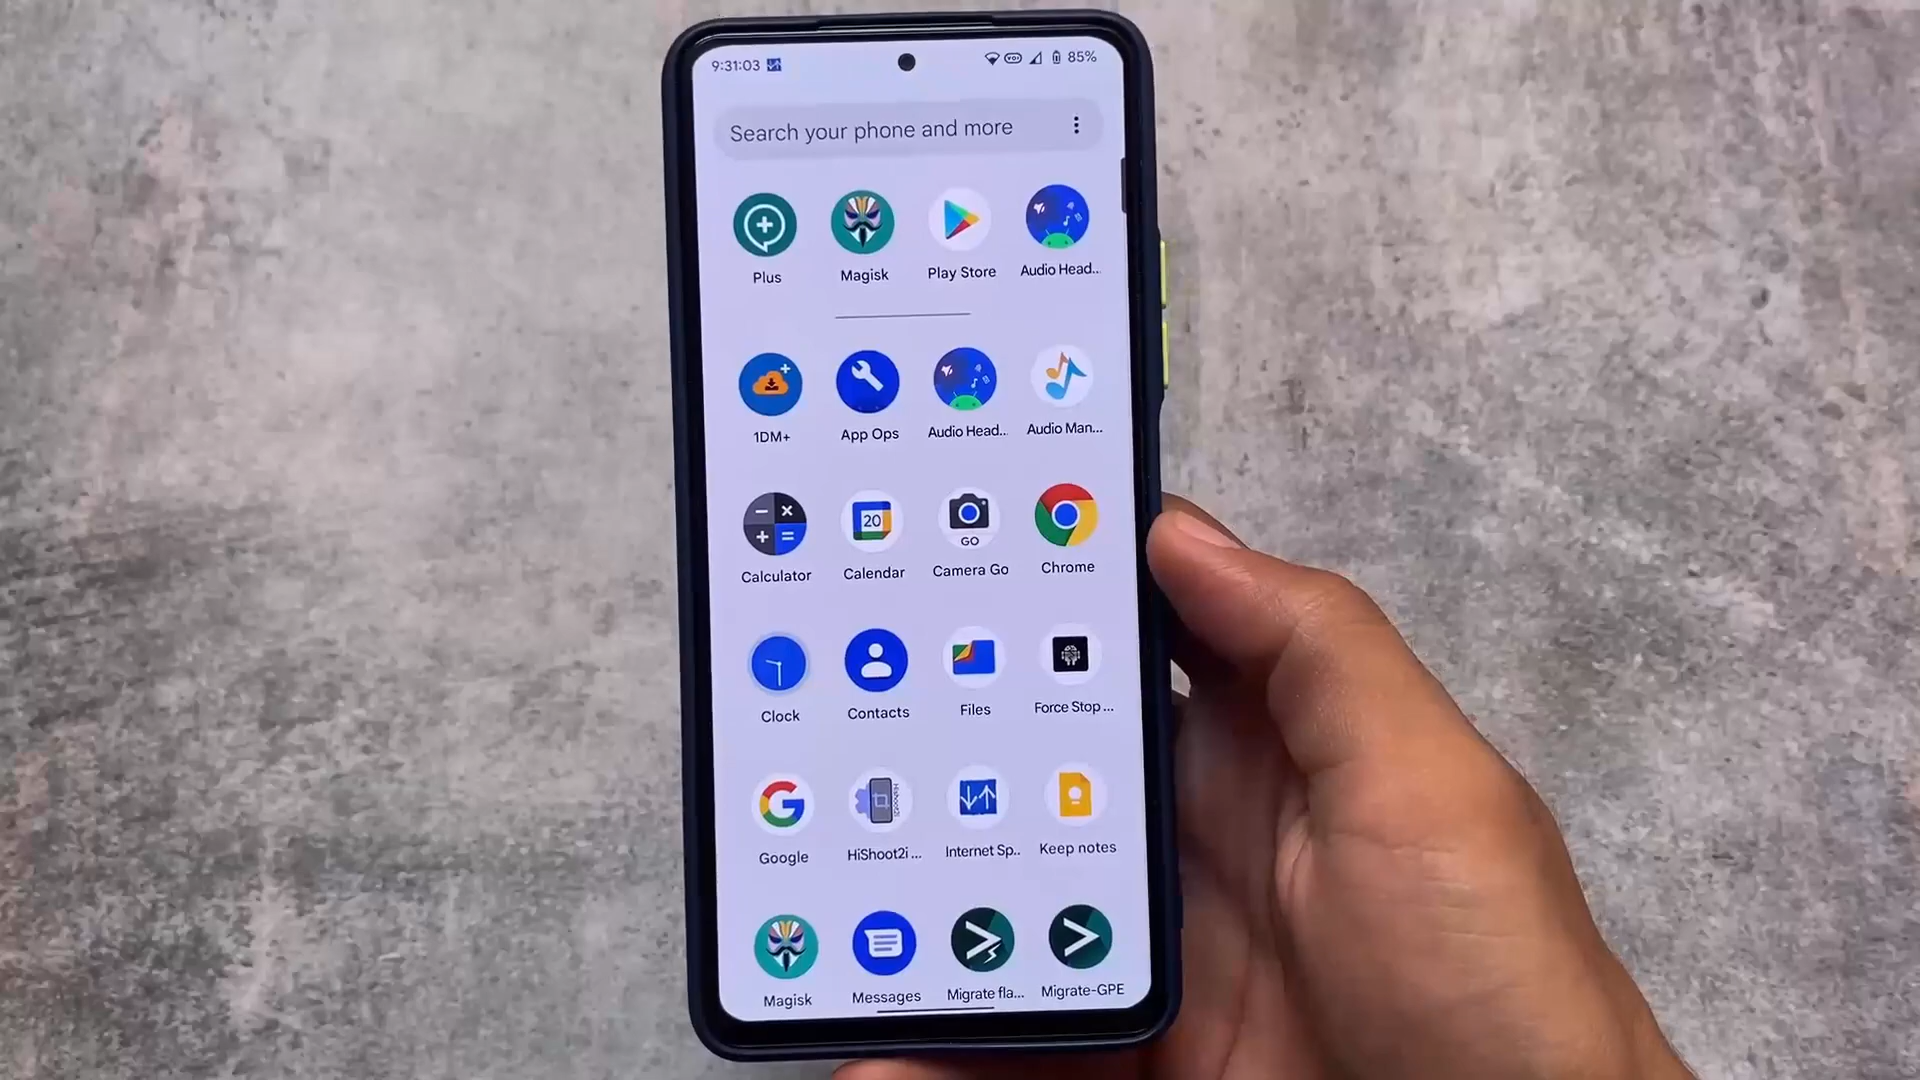 9:31:03
85%
Search your phone and more
Plus
Magisk
Play Store
Audio Head...
1DM+
App Ops
Audio Head...
Audio Man...
20
GO
Calculator
Calendar
Camera Go
Chrome
Clock
Contacts
Files
Force Stop ...
Google
HiShoot2i ...
Internet Sp..
Keep notes
Magisk
Messages
Migrate fla...
Migrate-GPE